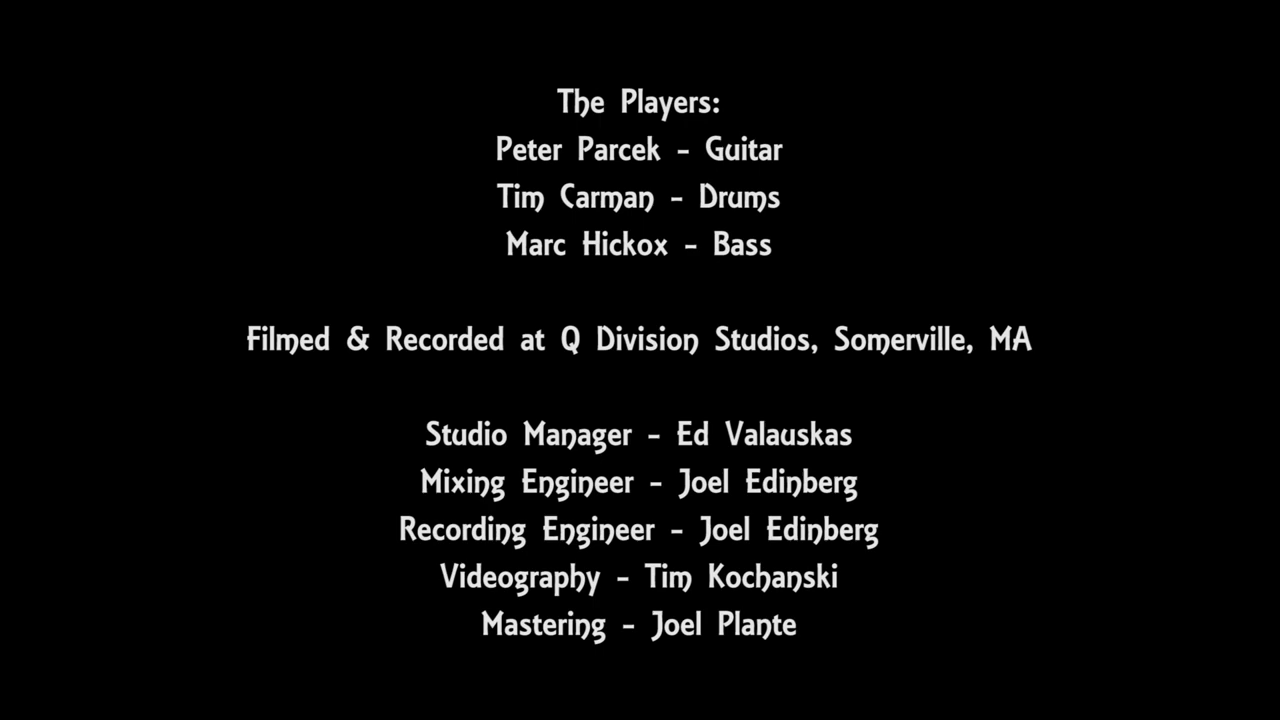 The Players:
Peter Parcek - Guitar
Tim Carman - Drums
Marc Hickox - Bass
Filmed & Recorded at Q Division Studios, Somerville, MA
Studio Manager - Ed Valauskas
Mixing Engineer - Joel Edinberg
Recording Engineer - Joel Edinberg
Videography - Tim Kochanski
Mastering - Joel Plante